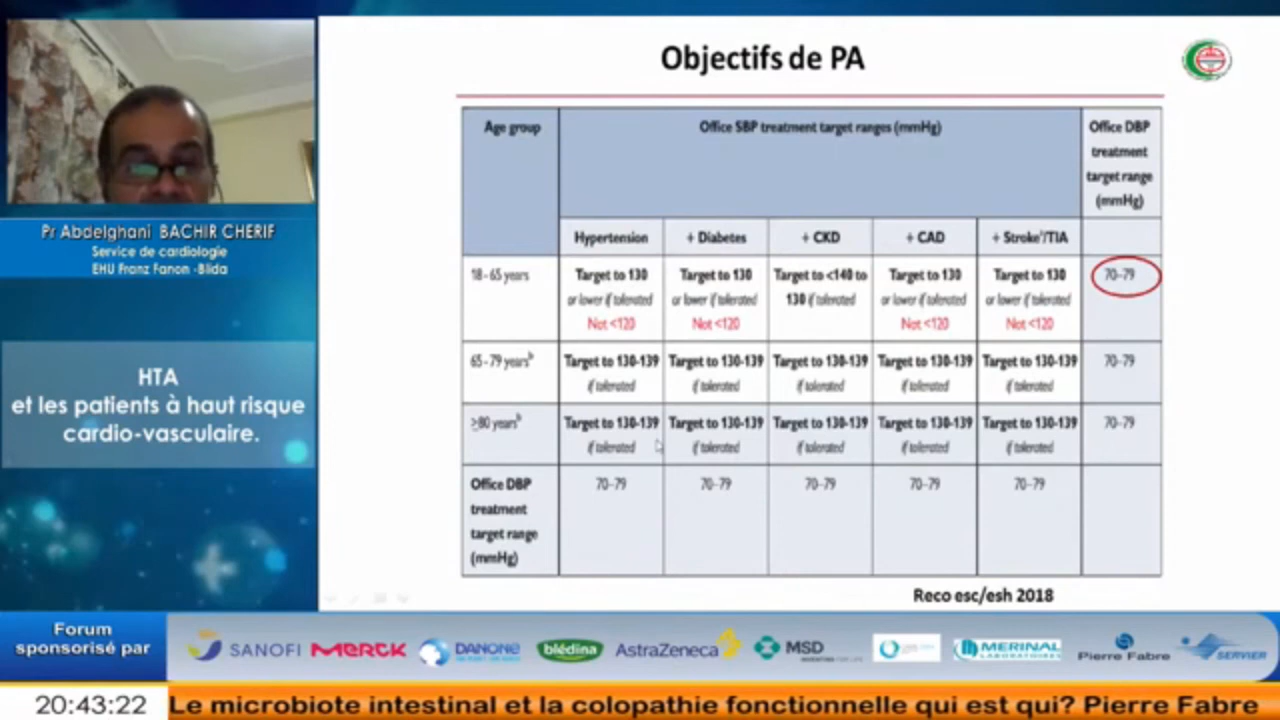 Objectifs de PA
Pr Abdelghani BACHIR CHERIF
Service de cardiologie
EHU Franz Fanon -Blida
HTA
et les patients à haut risque
cardio-vasculaire.
Age group
Office SBP treatment target ranges (mmHg)
Office DBP
treatment
target range
(mmHg)
Hypertension
+ Diabetes
+ CKD
+ CAD
+ Stroke/TIA
18-65 years
Target to 130
or lower if tolerated
Not <120
Target to 130
or lower if tolerated
Not <120
Target to <140 to
130 if tolerated
Target to 130
or lower if tolerated
Not <120
Target to 130
or lower if tolerated
Not <120
70-79
65-79 yearsᵇ
Target to 130-139
if tolerated
Target to 130-139
if tolerated
Target to 130-139
if tolerated
Target to 130-139
if tolerated
Target to 130-139
if tolerated
70-79
≥80 yearsᵇ
Target to 130-139
if tolerated
Target to 130-139
if tolerated
Target to 130-139
if tolerated
Target to 130-139
if tolerated
Target to 130-139
if tolerated
70-79
Office DBP
treatment
target range
(mmHg)
70-79
70-79
70-79
70-79
70-79
Reco esc/esh 2018
Forum
sponsorisé par
SANOFI
MERCK
DANONE
blédina
AstraZeneca
MSD
INVENTING FOR LIFE
MERINAL
LABORATOIRES
Pierre Fabre
SERVIER
20:43:22
Le microbiote intestinal et la colopathie fonctionnelle qui est qui? Pierre Fabre